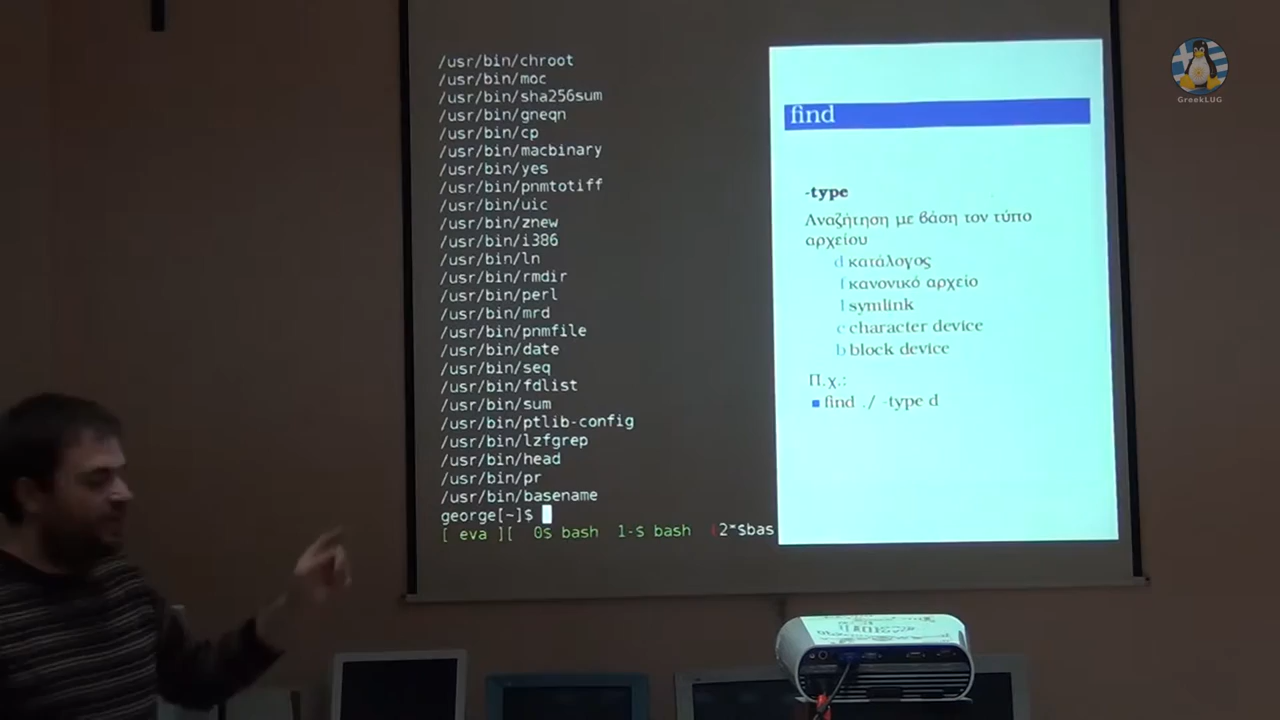 /usr/bin/chroot
/usr/bin/moc
/usr/bin/sha256sum
/usr/bin/gneqn
/usr/bin/cp
/usr/bin/macbinary
/usr/bin/yes
/usr/bin/pnmtotiff
/usr/bin/uic
/usr/bin/znew
/usr/bin/i386
/usr/bin/ln
/usr/bin/rmdir
/usr/bin/perl
/usr/bin/mrd
/usr/bin/pnmfile
/usr/bin/date
/usr/bin/seq
/usr/bin/fdlist
/usr/bin/sum
/usr/bin/ptlib-config
/usr/bin/lzfgrep
/usr/bin/head
/usr/bin/pr
/usr/bin/basename
george[~]$
[ eva ][ 0$ bash 1-$ bash (2*$bas
find
-type
Αναζήτηση με βάση τον τύπο
αρχείου
d κατάλογος
f κανονικό αρχείο
l symlink
c character device
b block device
Π.χ.:
find ./ -type d
GreekLUG